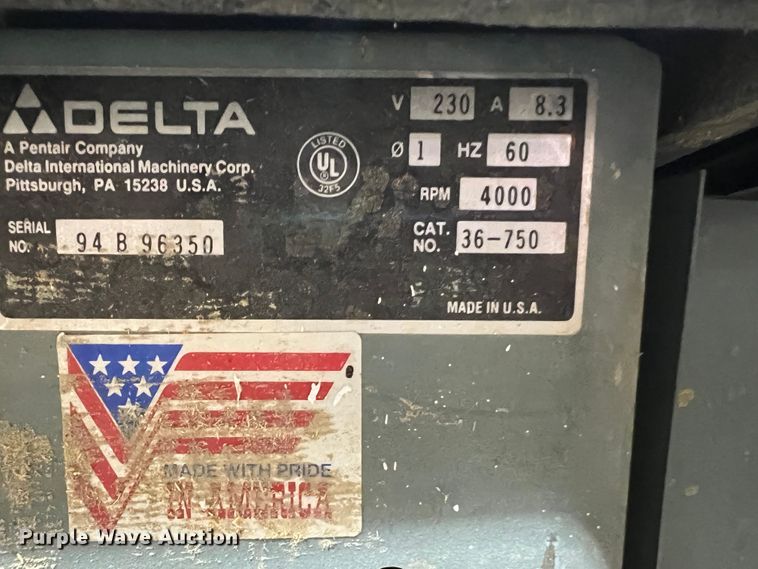 DELTA
A Pentair Company
Delta International Machinery Corp.
Pittsburgh, PA 15238 U.S.A.
SERIAL NO. 94 B 96350
LISTED
UL
32F5
V 230 A 8.3
Ø 1 HZ 60
RPM 4000
CAT. NO. 36-750
MADE IN U.S.A.
MADE WITH PRIDE
IN AMERICA
Purple Wave Auction